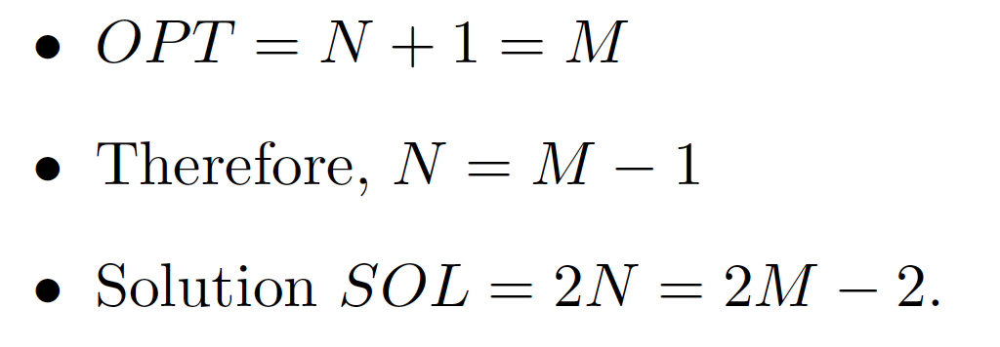 • OPT = N + 1 = M
• Therefore, N = M − 1
• Solution SOL = 2N = 2M − 2.